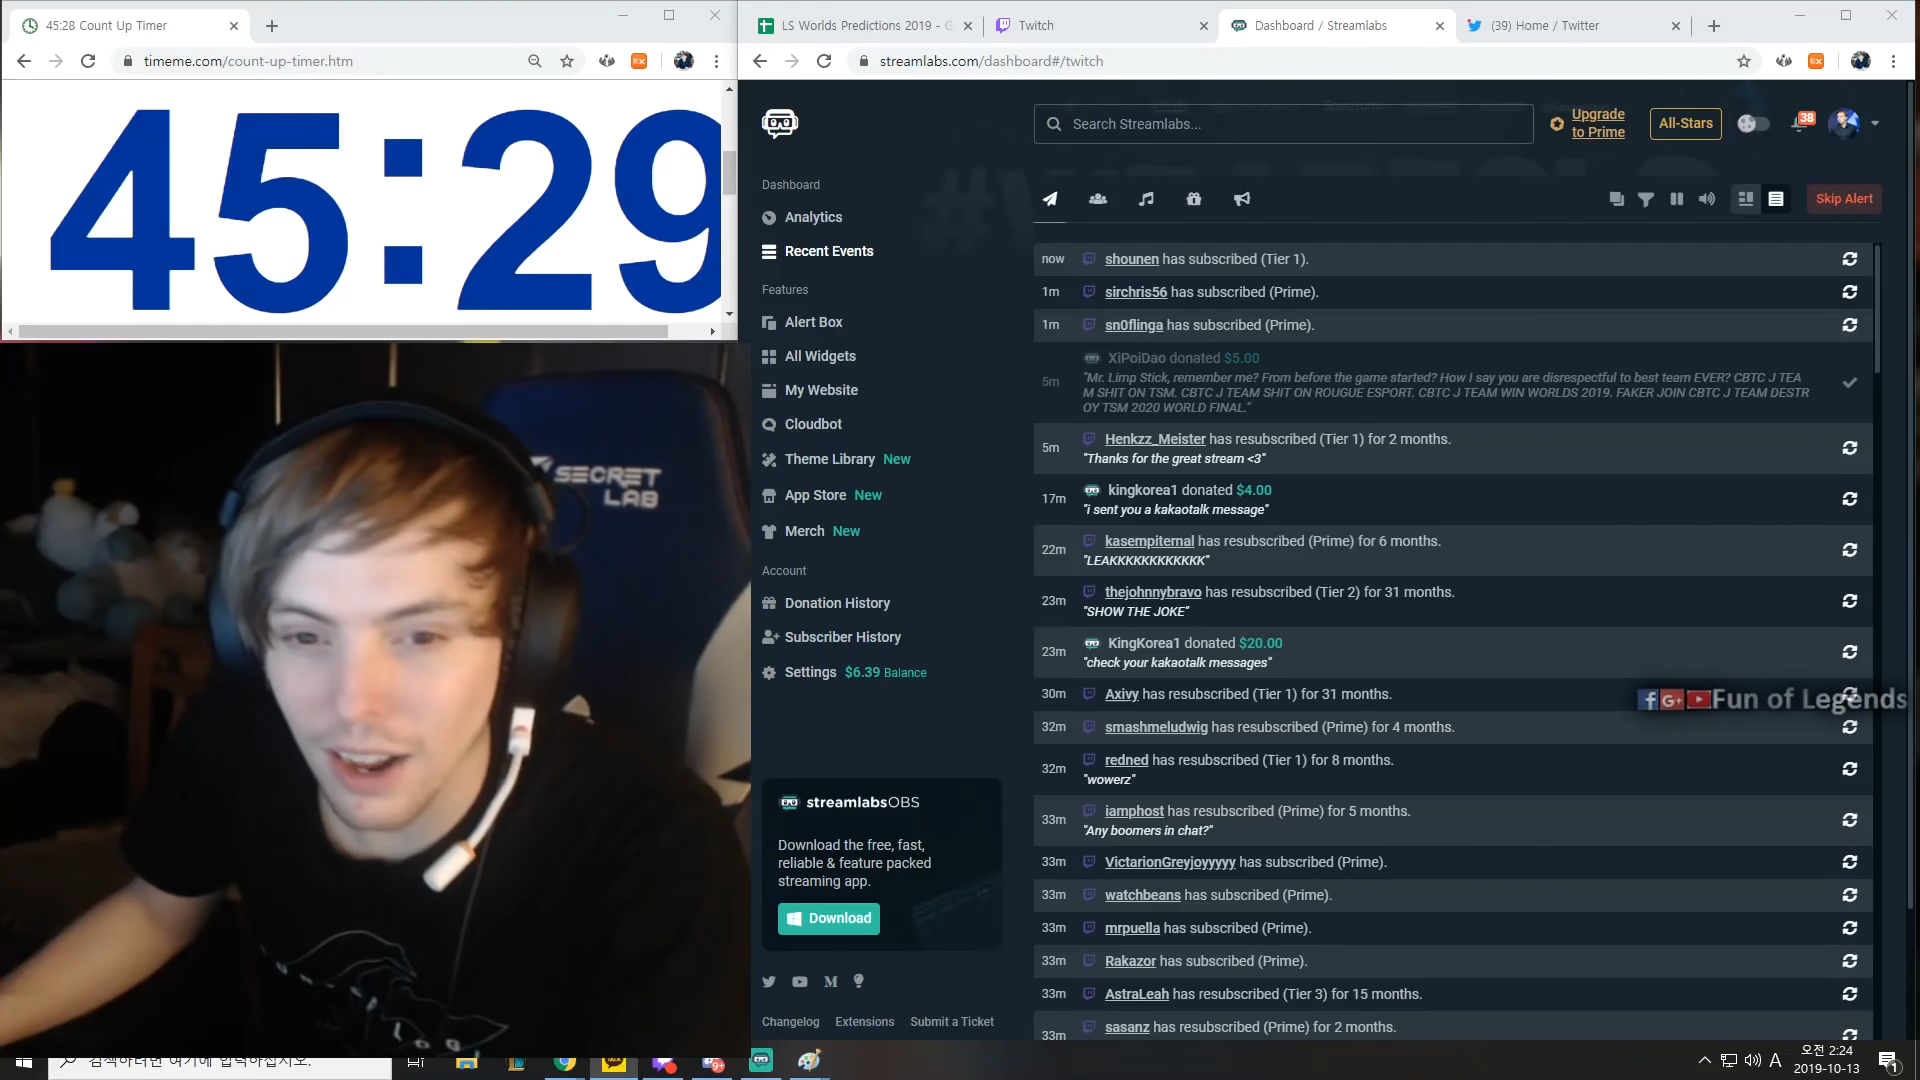 45:28 Count Up Timer
timeme.com/count-up-timer.htm
45:29
SECRET
LAB
LS Worlds Predictions 2019 - G
Twitch
Dashboard / Streamlabs
(39) Home / Twitter
streamlabs.com/dashboard#/twitch
Search Streamlabs...
Upgrade
to Prime
All-Stars
38
Dashboard
Analytics
Recent Events
Features
Alert Box
All Widgets
My Website
Cloudbot
Theme Library New
App Store New
Merch New
Account
Donation History
Subscriber History
Settings $6.39 Balance
streamlabsOBS
Download the free, fast,
reliable & feature packed
streaming app.
Download
Changelog Extensions Submit a Ticket
Skip Alert
now shounen has subscribed (Tier 1).
1m sirchris56 has subscribed (Prime).
1m sn0flinga has subscribed (Prime).
XiPoiDao donated $5.00
5m "Mr. Limp Stick, remember me? From before the game started? How I say you are disrespectful to best team EVER? CBTC J TEA
M SHIT ON TSM. CBTC J TEAM SHIT ON ROUGUE ESPORT. CBTC J TEAM WIN WORLDS 2019. FAKER JOIN CBTC J TEAM DESTR
OY TSM 2020 WORLD FINAL."
5m Henkzz_Meister has resubscribed (Tier 1) for 2 months.
"Thanks for the great stream <3"
17m kingkorea1 donated $4.00
"i sent you a kakaotalk message"
22m kasempiternal has resubscribed (Prime) for 6 months.
"LEAKKKKKKKKKKKK"
23m thejohnnybravo has resubscribed (Tier 2) for 31 months.
"SHOW THE JOKE"
23m KingKorea1 donated $20.00
"check your kakaotalk messages"
30m Axivy has resubscribed (Tier 1) for 31 months.
Fun of Legends
32m smashmeludwig has resubscribed (Prime) for 4 months.
32m redned has resubscribed (Tier 1) for 8 months.
"wowerz"
33m iamphost has resubscribed (Prime) for 5 months.
"Any boomers in chat?"
33m VictarionGreyjoyyyyy has subscribed (Prime).
33m watchbeans has subscribed (Prime).
33m mrpuella has subscribed (Prime).
33m Rakazor has subscribed (Prime).
33m AstraLeah has resubscribed (Tier 3) for 15 months.
33m sasanz has resubscribed (Prime) for 2 months.
검색하려면 여기에 입력하십시오.
A
오전 2:24
2019-10-13